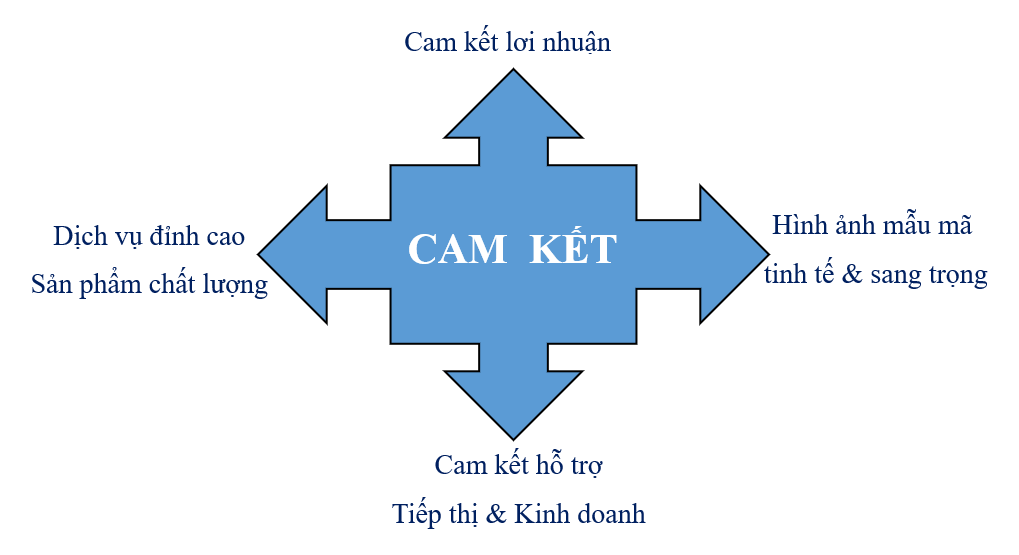 Cam kết lơi nhuận
Dịch vụ đỉnh cao
Sản phẩm chất lượng
CAM KẾT
Hình ảnh mẫu mã
tinh tế & sang trọng
Cam kết hỗ trợ
Tiếp thị & Kinh doanh